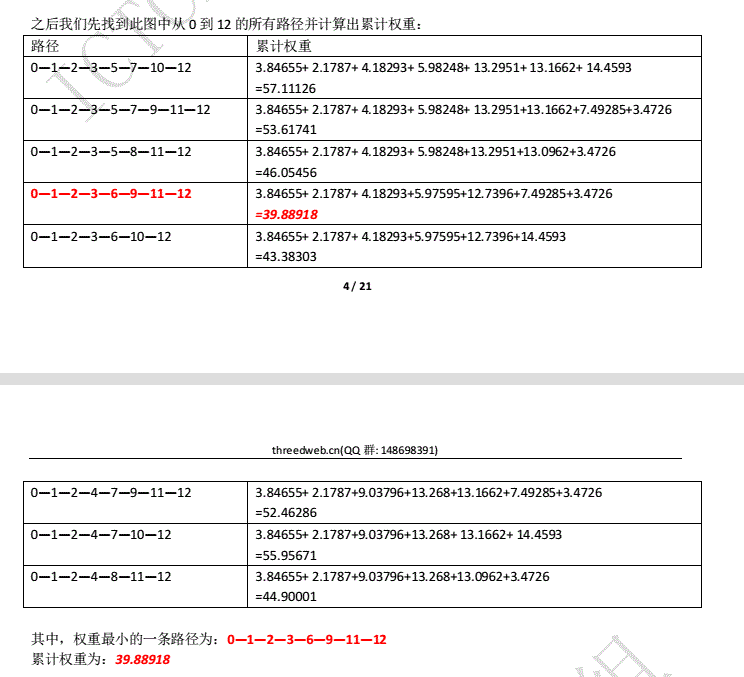 之后我们先找到此图中从 0 到 12 的所有路径并计算出累计权重：
路径 累计权重
0—1—2—3—5—7—10—12 3.84655+ 2.1787+ 4.18293+ 5.98248+ 13.2951+ 13.1662+ 14.4593
=57.11126
0—1—2—3—5—7—9—11—12 3.84655+ 2.1787+ 4.18293+ 5.98248+ 13.2951+13.1662+7.49285+3.4726
=53.61741
0—1—2—3—5—8—11—12 3.84655+ 2.1787+ 4.18293+ 5.98248+13.2951+13.0962+3.4726
=46.05456
0—1—2—3—6—9—11—12 3.84655+ 2.1787+ 4.18293+5.97595+12.7396+7.49285+3.4726
=39.88918
0—1—2—3—6—10—12 3.84655+ 2.1787+ 4.18293+5.97595+12.7396+14.4593
=43.38303
4 / 21
threedweb.cn(QQ 群: 148698391)
0—1—2—4—7—9—11—12 3.84655+ 2.1787+9.03796+13.268+13.1662+7.49285+3.4726
=52.46286
0—1—2—4—7—10—12 3.84655+ 2.1787+9.03796+13.268+ 13.1662+ 14.4593
=55.95671
0—1—2—4—8—11—12 3.84655+ 2.1787+9.03796+13.268+13.0962+3.4726
=44.90001
其中，权重最小的一条路径为：0—1—2—3—6—9—11—12
累计权重为：39.88918